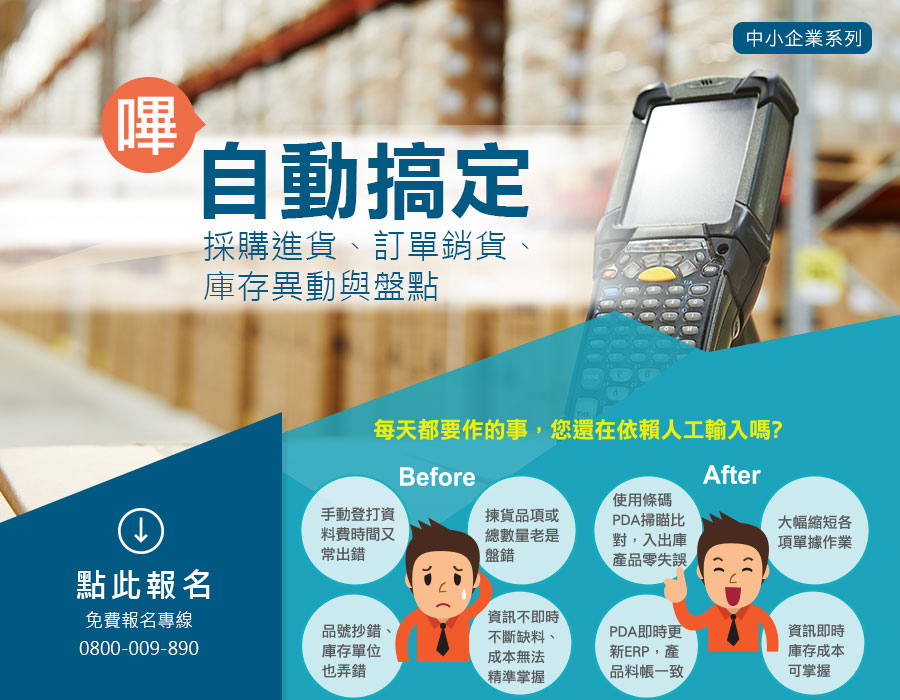 中小企業系列
嗶
自動搞定
採購進貨、訂單銷貨、
庫存異動與盤點
每天都要作的事，您還在依賴人工輸入嗎?
Before
手動登打資
料費時間又
常出錯
揀貨品項或
總數量老是
盤錯
品號抄錯、
庫存單位
也弄錯
資訊不即時
不斷缺料、
成本無法
精準掌握
After
使用條碼
PDA掃瞄比
對，入出庫
產品零失誤
大幅縮短各
項單據作業
PDA即時更
新ERP，產
品料帳一致
資訊即時
庫存成本
可掌握
點此報名
免費報名專線
0800-009-890